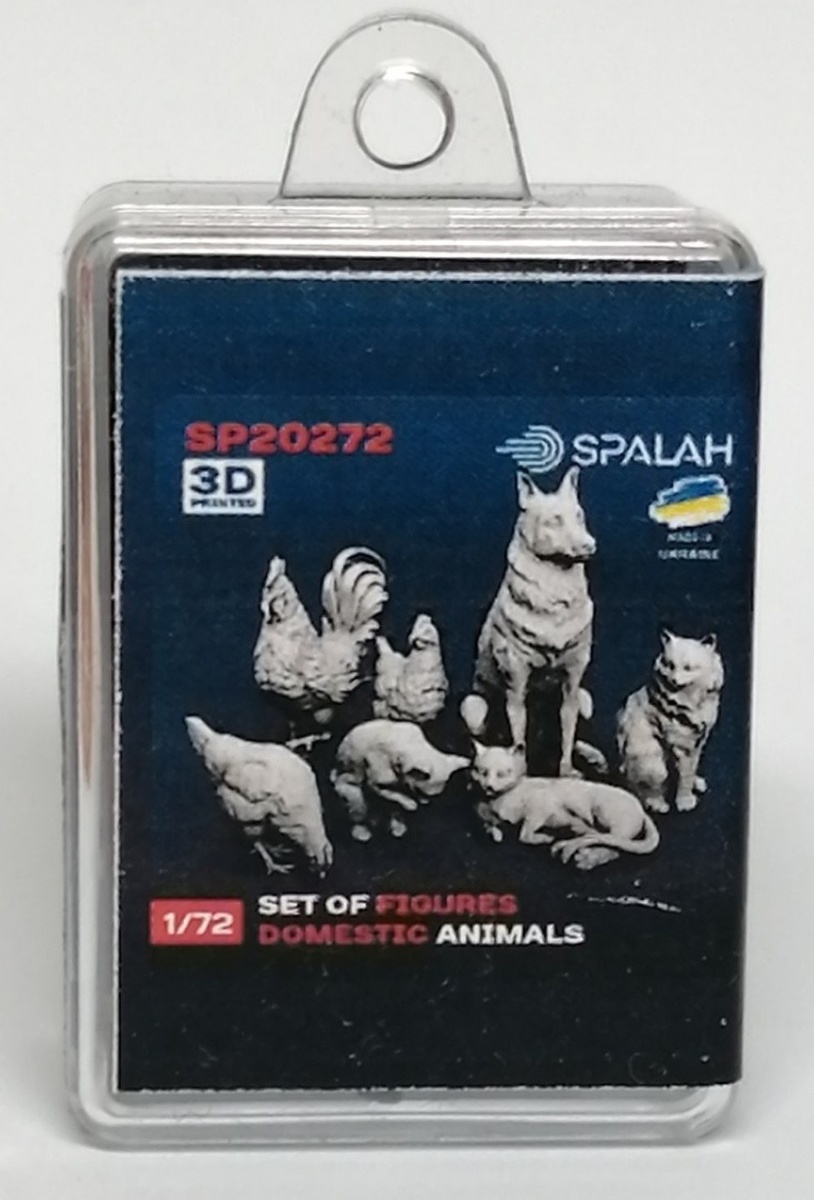 SP20272
3D
PRINTED
SPALAH
MADE IN
UKRAINE
1/72
SET OF FIGURES
DOMESTIC ANIMALS